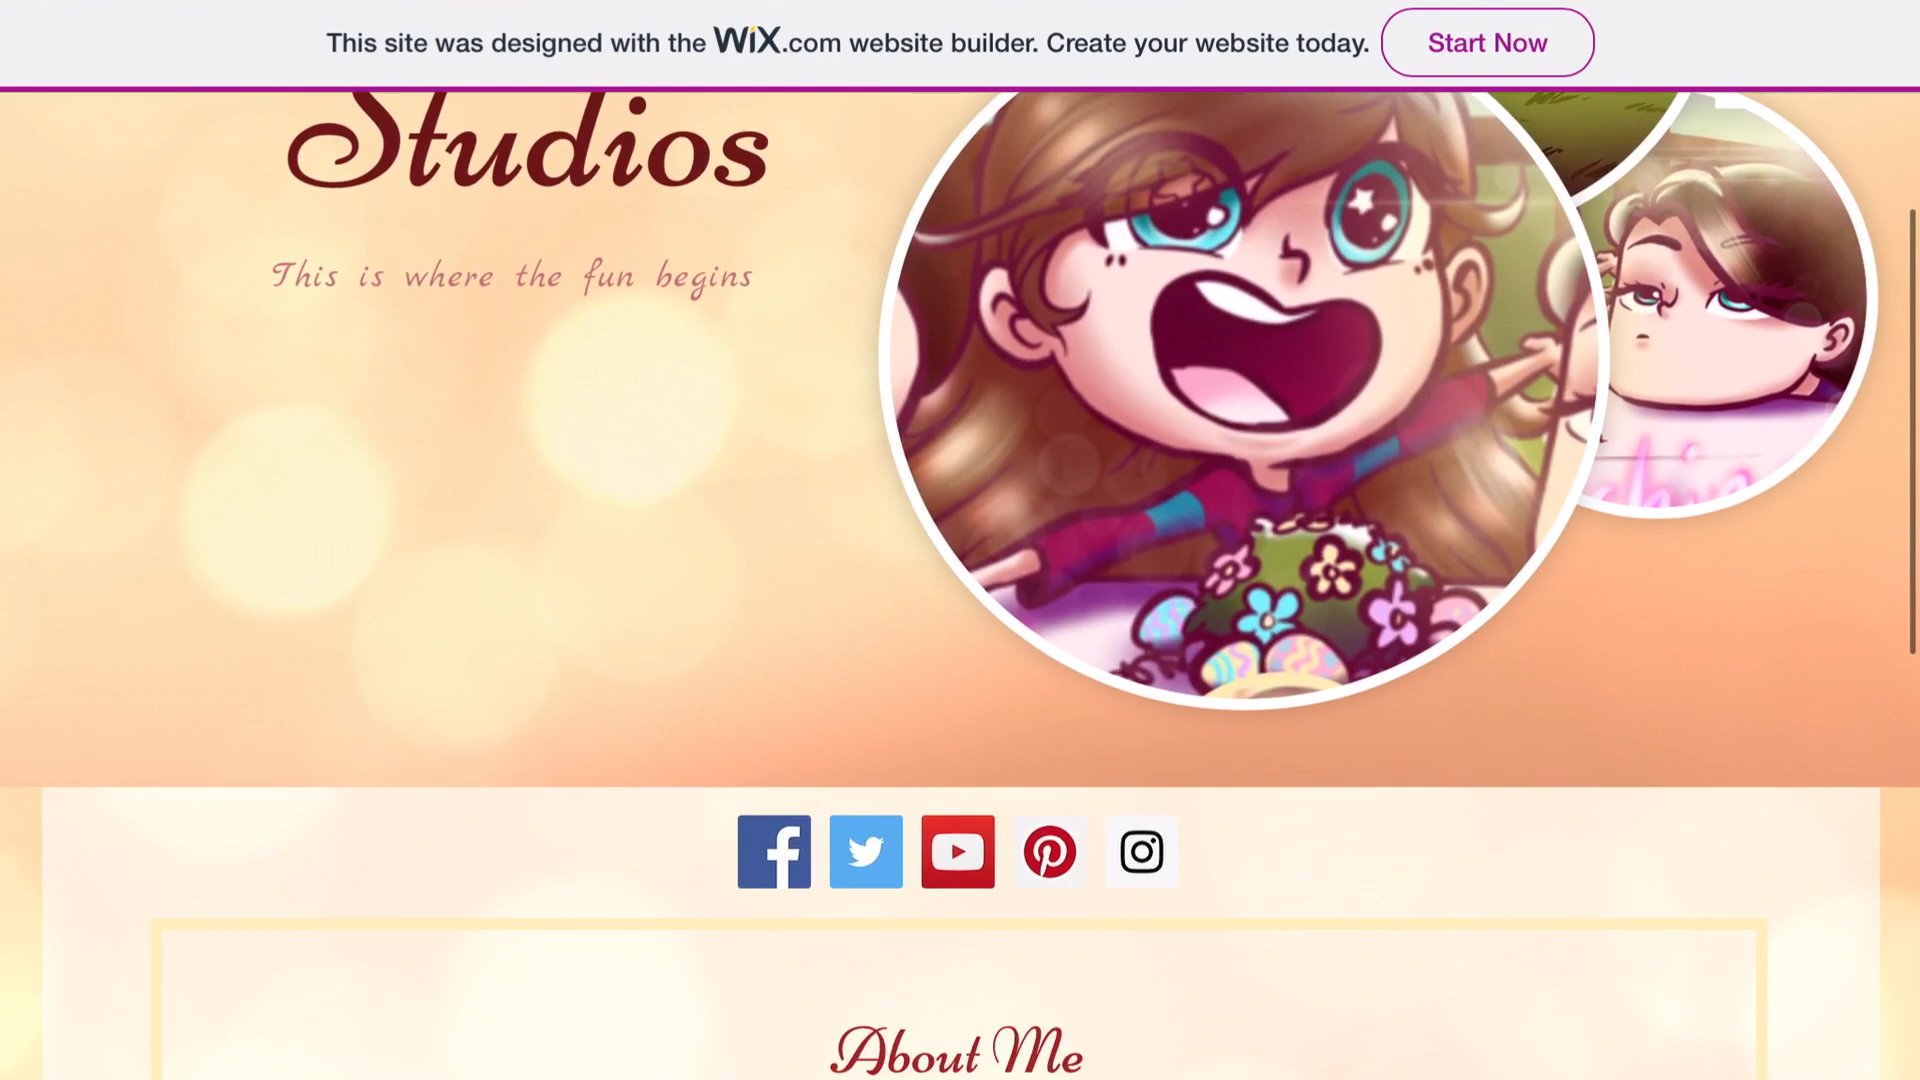 This site was designed with the WiX.com website builder. Create your website today. Start Now
Studios
This is where the fun begins
About Me